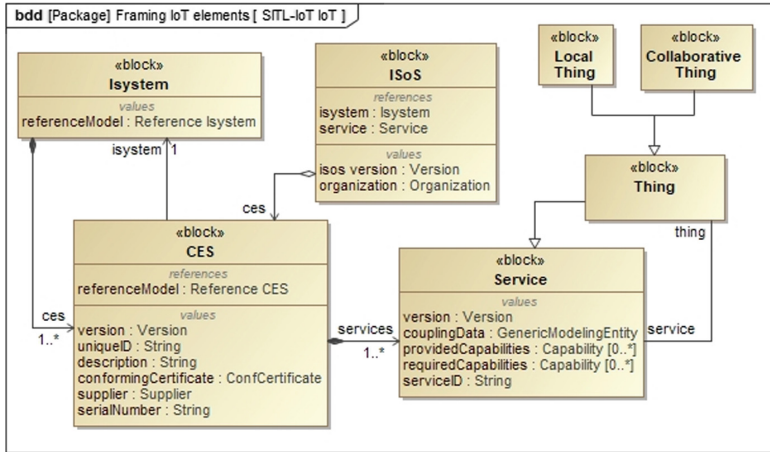 bdd [Package] Framing IoT elements [ SITL-IoT IoT ]
«block»
Isystem
values
referenceModel : Reference Isystem
«block»
ISoS
references
isystem : Isystem
service : Service
values
isos version : Version
organization : Organization
«block»
Local
Thing
«block»
Collaborative
Thing
«block»
Thing
isystem
1
ces
thing
«block»
CES
references
referenceModel : Reference CES
values
version : Version
uniqueID : String
description : String
conformingCertificate : ConfCertificate
supplier : Supplier
serialNumber : String
ces
1..*
services
1..*
«block»
Service
values
version : Version
couplingData : GenericModelingEntity
providedCapabilities : Capability [0..*]
requiredCapabilities : Capability [0..*]
serviceID : String
service